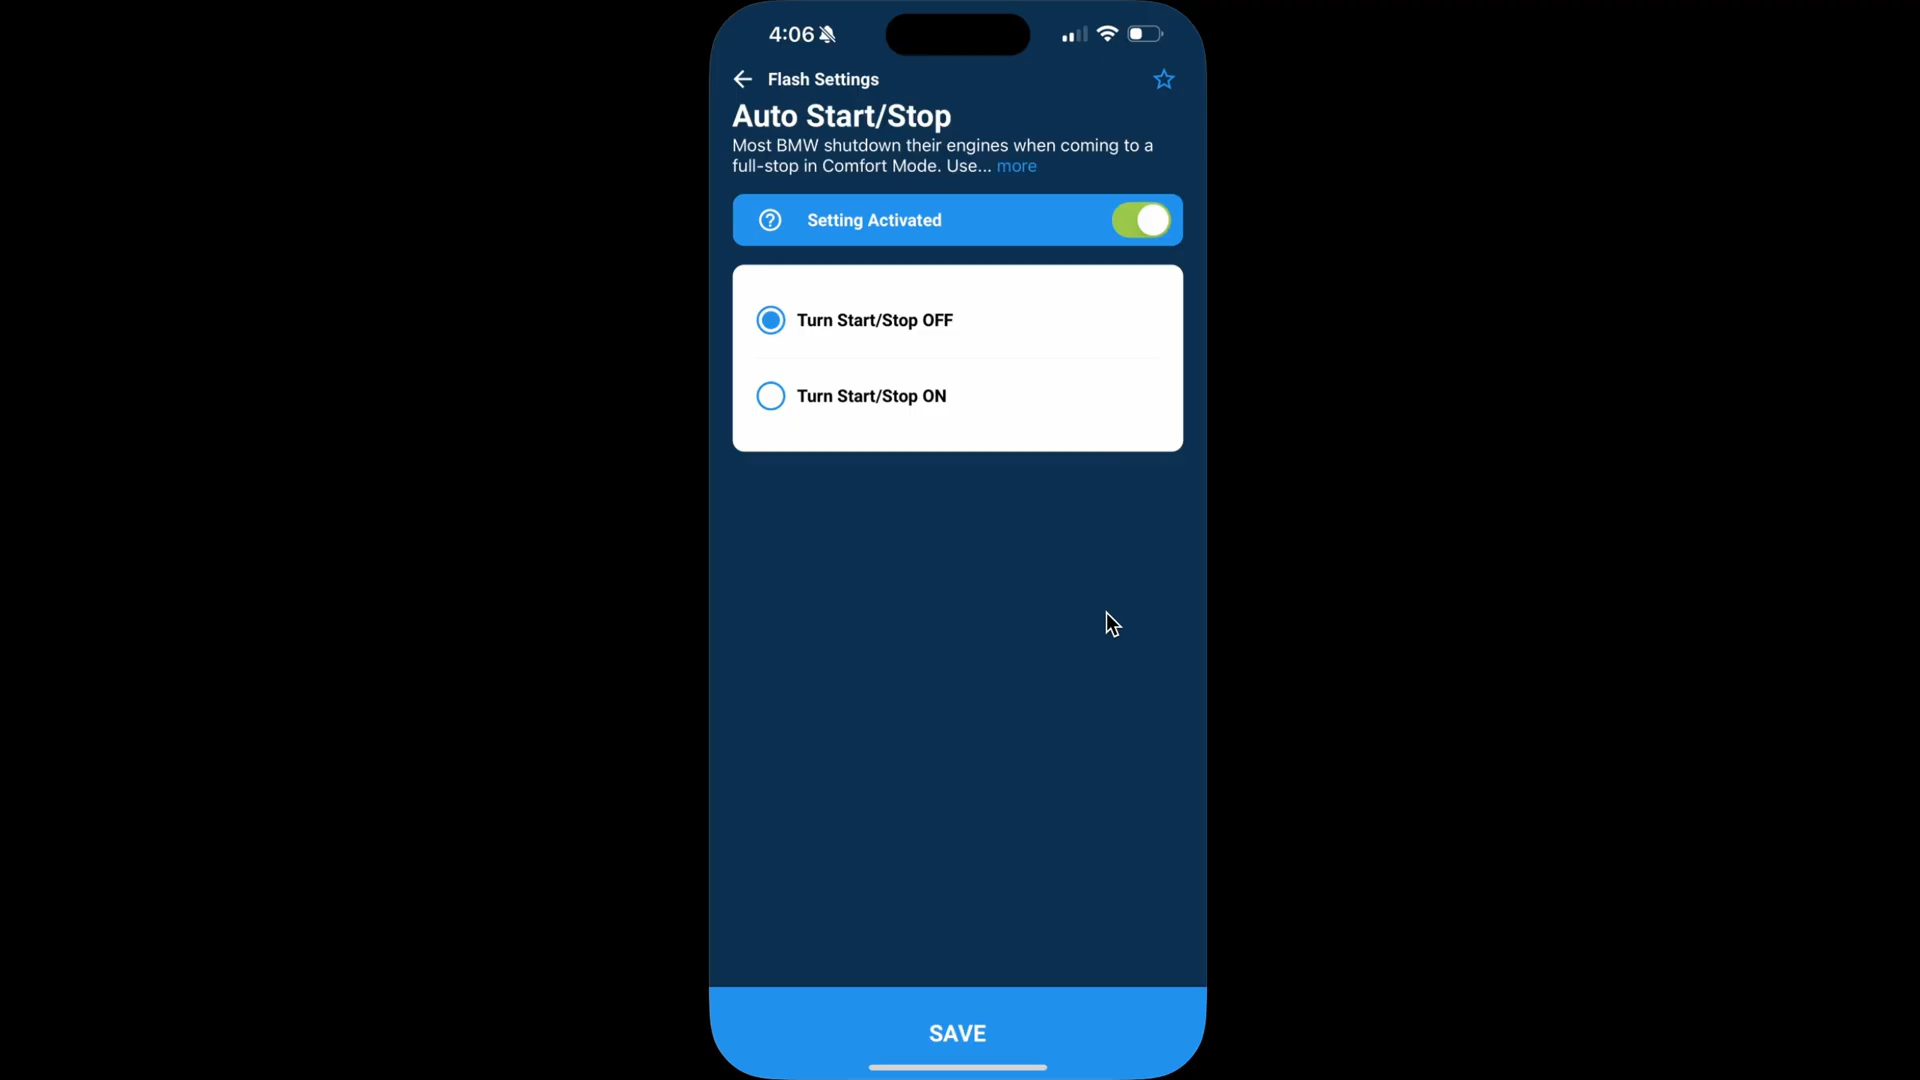 4:06
Flash Settings
Auto Start/Stop
Most BMW shutdown their engines when coming to a
full-stop in Comfort Mode. Use... more
Setting Activated
Turn Start/Stop OFF
Turn Start/Stop ON
SAVE